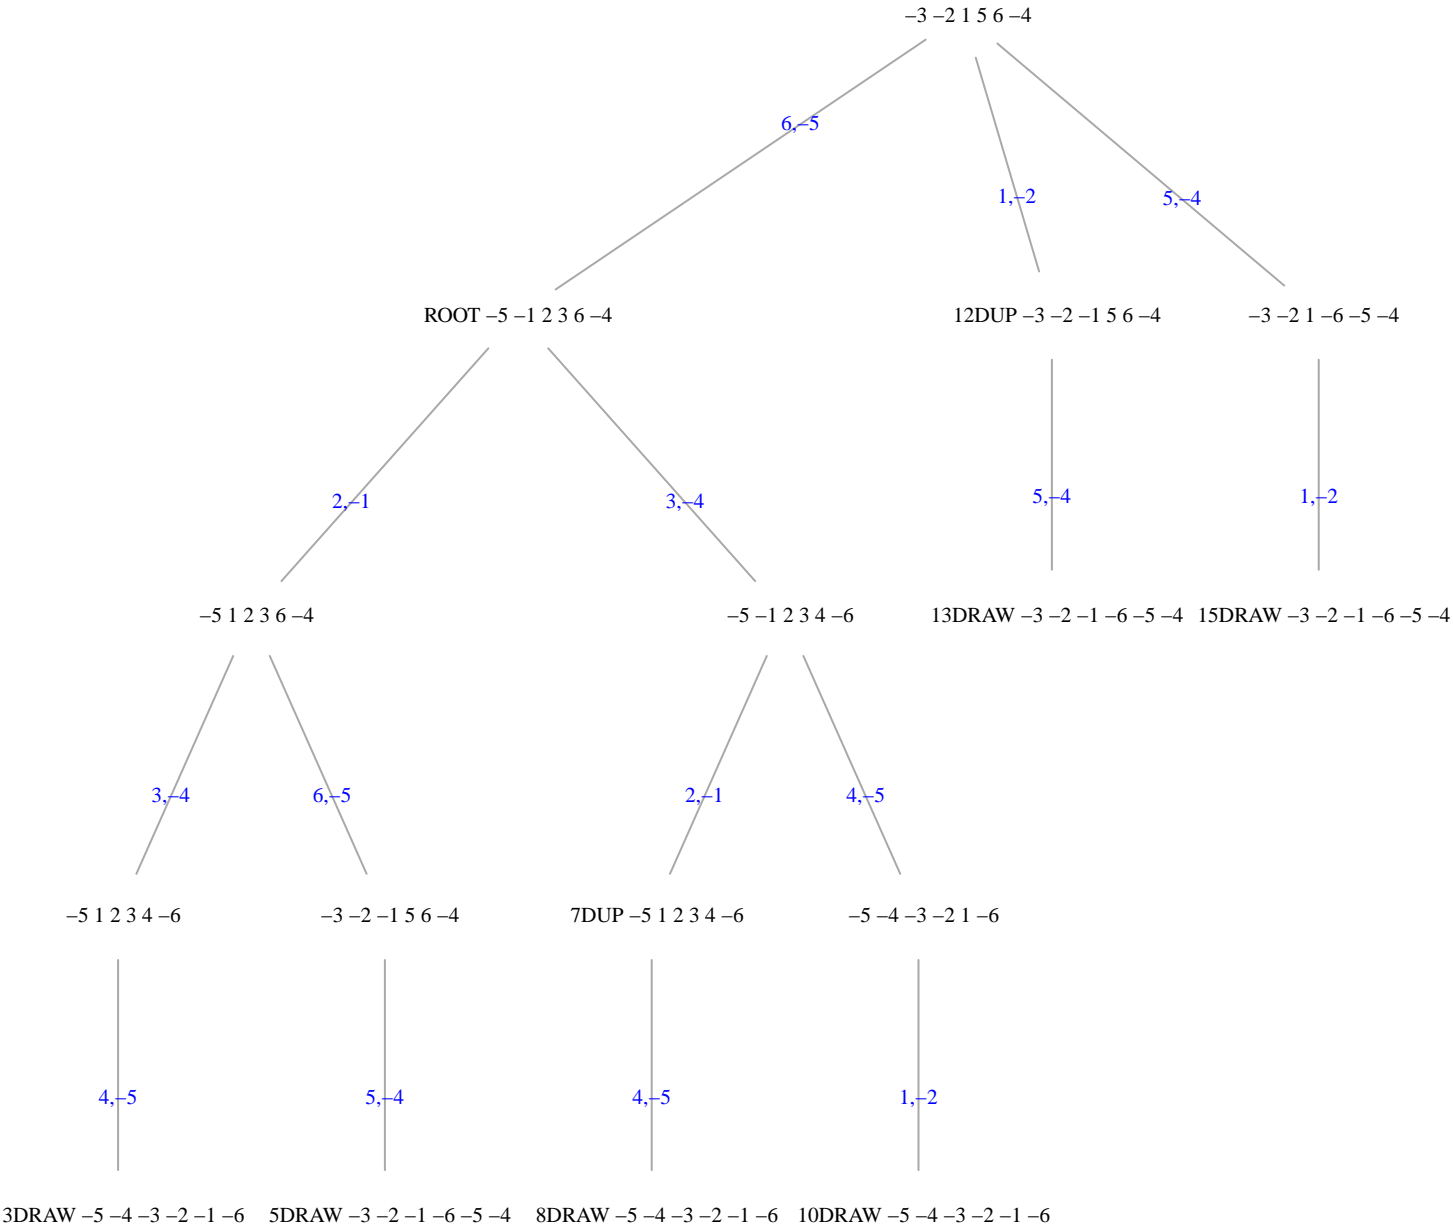 –3 –2 1 5 6 –4
6,–5
1,–2
5,–4
ROOT –5 –1 2 3 6 –4
12DUP –3 –2 –1 5 6 –4
–3 –2 1 –6 –5 –4
2,–1
3,–4
5,–4
1,–2
–5 1 2 3 6 –4
–5 –1 2 3 4 –6
13DRAW –3 –2 –1 –6 –5 –4
15DRAW –3 –2 –1 –6 –5 –4
3,–4
6,–5
2,–1
4,–5
–5 1 2 3 4 –6
–3 –2 –1 5 6 –4
7DUP –5 1 2 3 4 –6
–5 –4 –3 –2 1 –6
4,–5
5,–4
4,–5
1,–2
3DRAW –5 –4 –3 –2 –1 –6
5DRAW –3 –2 –1 –6 –5 –4
8DRAW –5 –4 –3 –2 –1 –6
10DRAW –5 –4 –3 –2 –1 –6